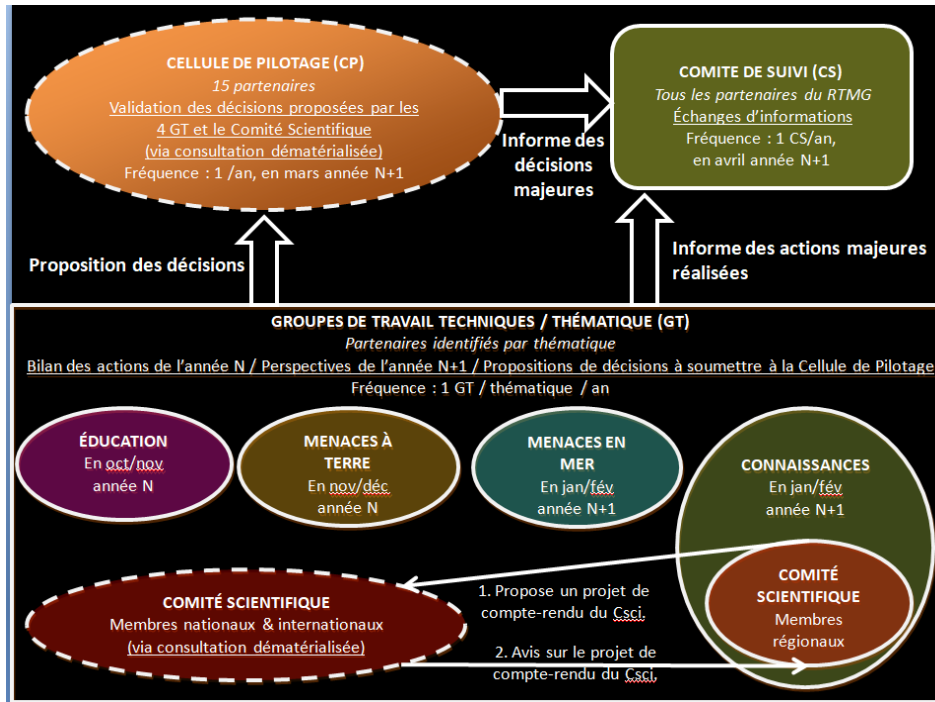 CELLULE DE PILOTAGE (CP)
15 partenaires
Validation des décisions proposées par les
4 GT et le Comité Scientifique
(via consultation dématérialisée)
Fréquence : 1 /an, en mars année N+1
COMITE DE SUIVI (CS)
Tous les partenaires du RTMG
Échanges d’informations
Fréquence : 1 CS/an,
en avril année N+1
Informe des
décisions
majeures
Proposition des décisions
Informe des actions majeures
réalisées
GROUPES DE TRAVAIL TECHNIQUES / THÉMATIQUE (GT)
Partenaires identifiés par thématique
Bilan des actions de l’année N / Perspectives de l’année N+1 / Propositions de décisions à soumettre à la Cellule de Pilotage
Fréquence : 1 GT / thématique / an
ÉDUCATION
En oct/nov
année N
MENACES À
TERRE
En nov/déc
année N
MENACES EN
MER
En jan/fév
année N+1
CONNAISSANCES
En jan/fév
année N+1
COMITÉ
SCIENTIFIQUE
Membres
régionaux
COMITÉ SCIENTIFIQUE
Membres nationaux & internationaux
(via consultation dématérialisée)
1. Propose un projet de
compte-rendu du Csci.
2. Avis sur le projet de
compte-rendu du Csci.